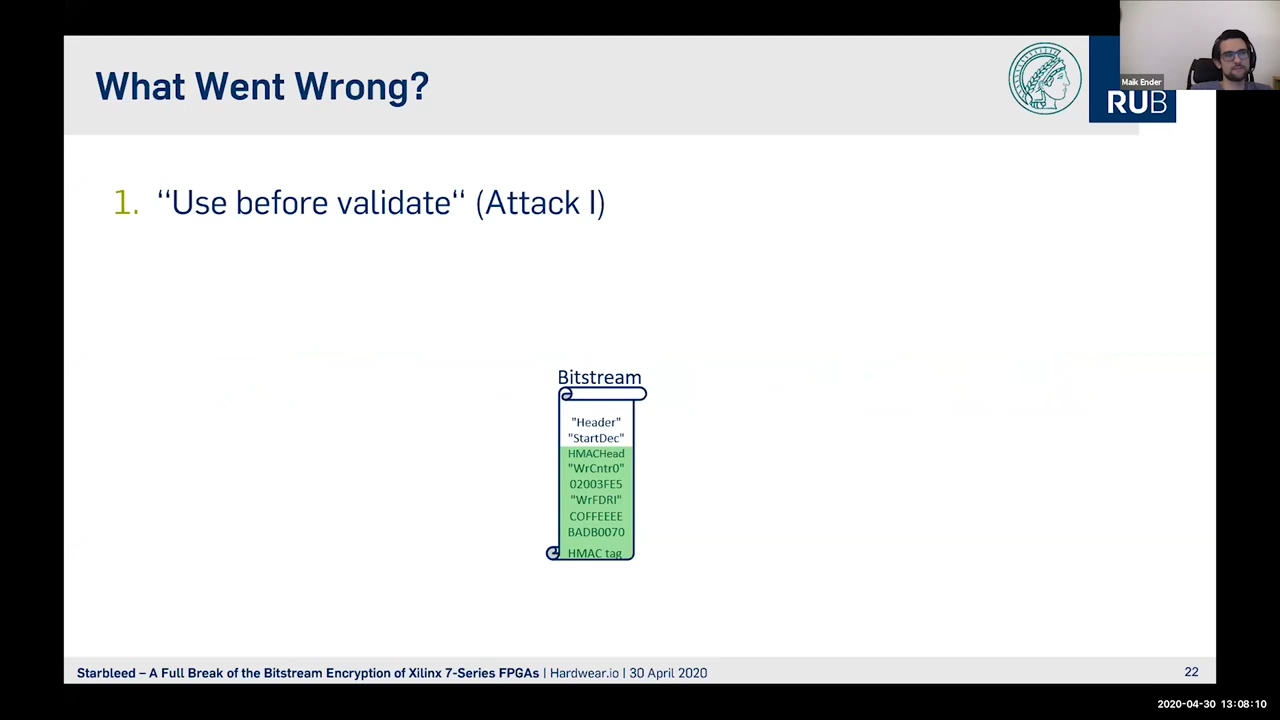 What Went Wrong?
Maik Ender
RUB
1. “Use before validate“ (Attack I)
Bitstream
"Header"
"StartDec"
HMACHead
"WrCntr0"
02003FE5
"WrFDRI"
COFFEEEE
BADB0070
HMAC tag
Starbleed – A Full Break of the Bitstream Encryption of Xilinx 7-Series FPGAs | Hardwear.io | 30 April 2020
22
2020-04-30 13:08:10